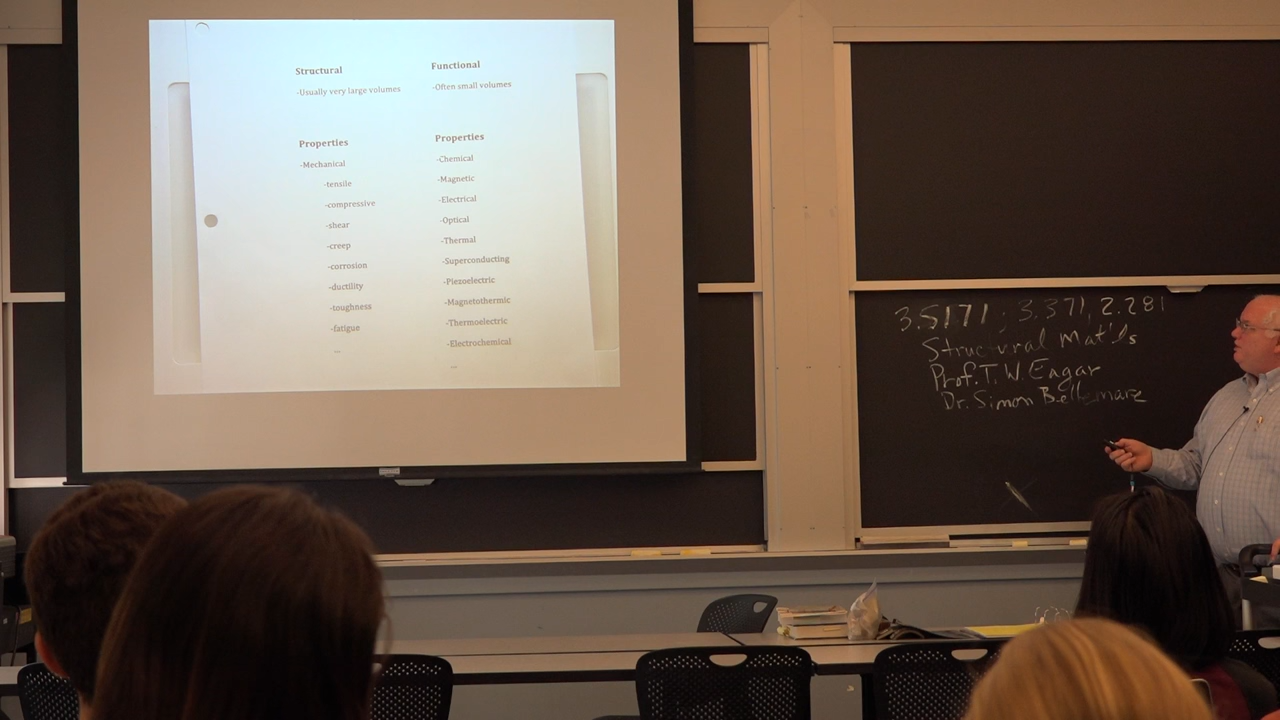 Structural
-Usually very large volumes
Properties
-Mechanical
-tensile
-compressive
-shear
-creep
-corrosion
-ductility
-toughness
-fatigue
Functional
-Often small volumes
Properties
-Chemical
-Magnetic
-Electrical
-Optical
-Thermal
-Superconducting
-Piezoelectric
-Magnetothermic
-Thermoelectric
-Electrochemical
3.5171; 3.371, 2.281
Structural Mat'ls
Prof. T. W. Eagar
Dr. Simon Bellemare